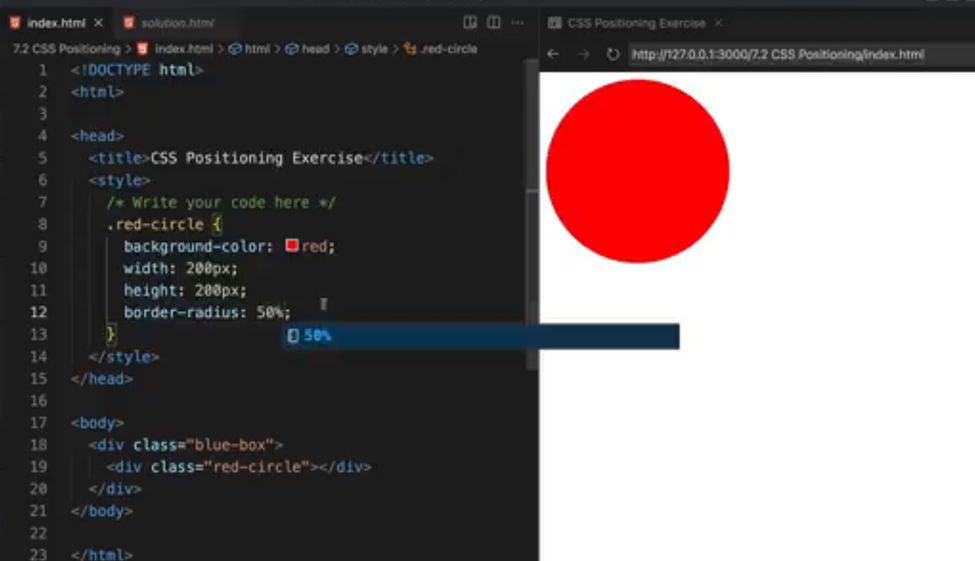 index.html
solution.html
CSS Positioning Exercise
7.2 CSS Positioning > index.html > html > head > style > .red-circle
http://127.0.0.1:3000/7.2 CSS Positioning/index.html
1 <!DOCTYPE html>
2 <html>
3
4 <head>
5 <title>CSS Positioning Exercise</title>
6 <style>
7 /* Write your code here */
8 .red-circle {
9 background-color: red;
10 width: 200px;
11 height: 200px;
12 border-radius: 50%;
13 }
50%
14 </style>
15 </head>
16
17 <body>
18 <div class="blue-box">
19 <div class="red-circle"></div>
20 </div>
21 </body>
22
23 </html>